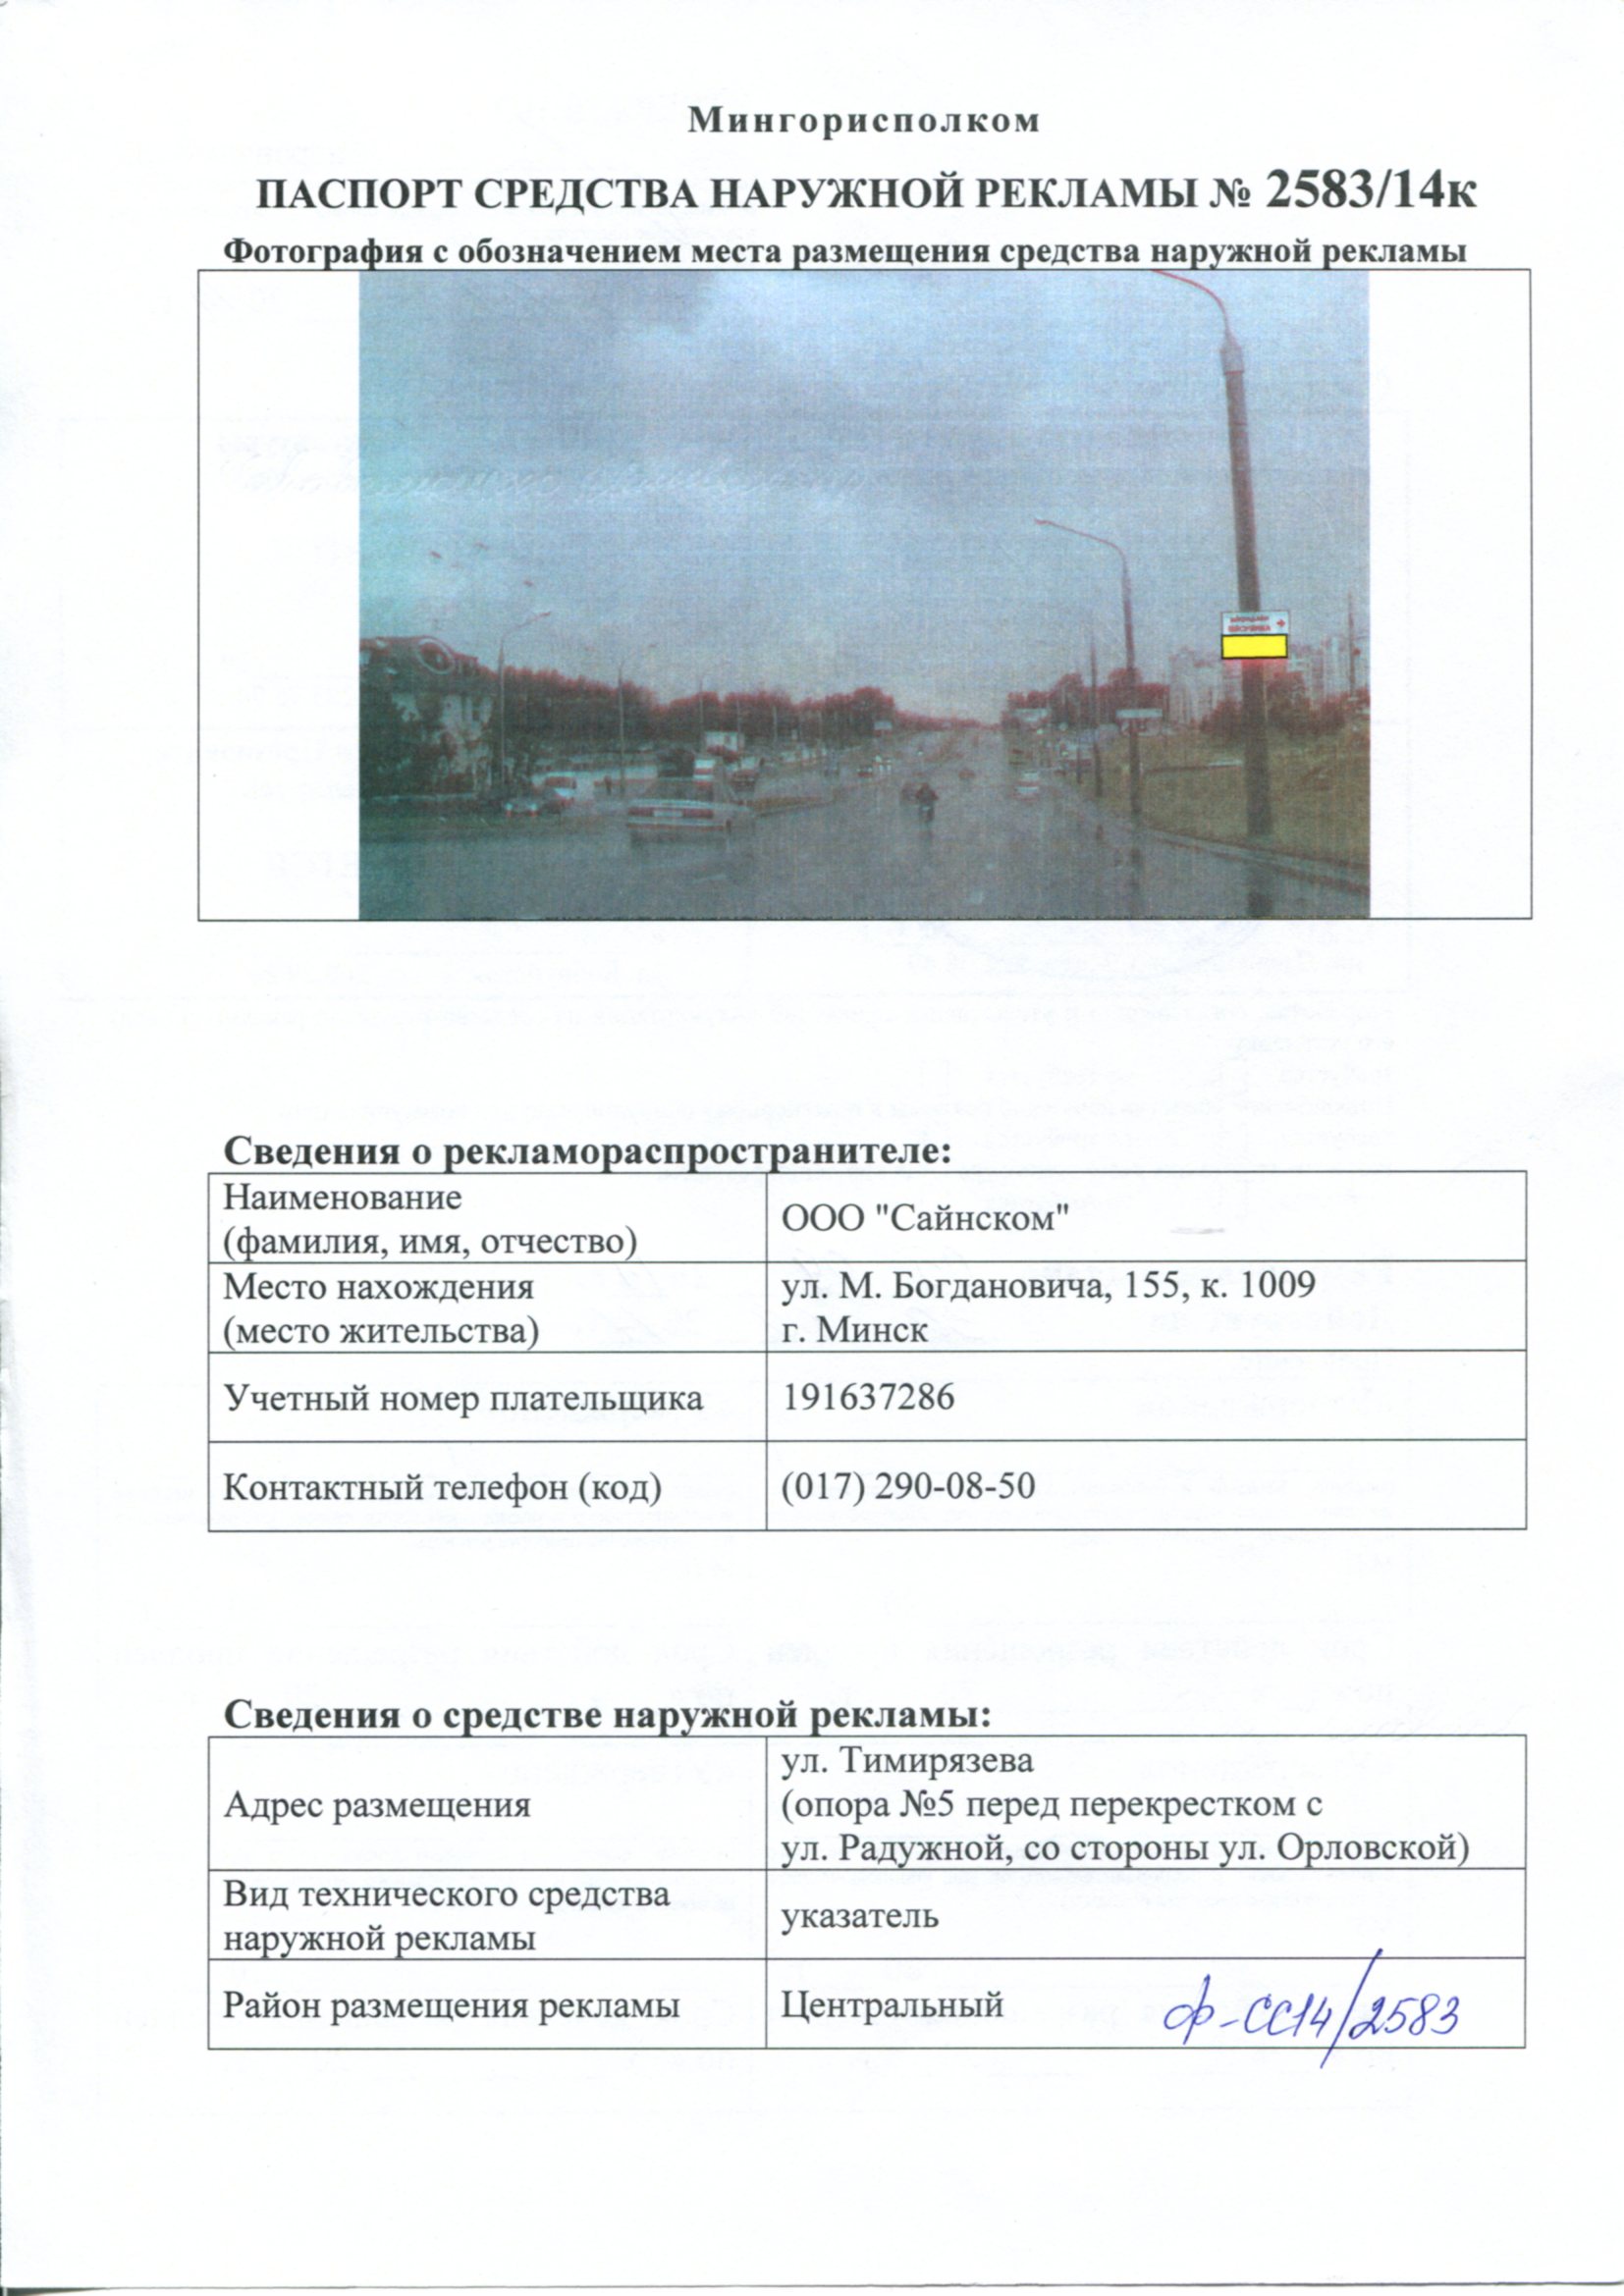 Мингорисполком
ПАСПОРТ СРЕДСТВА НАРУЖНОЙ РЕКЛАМЫ № 2583/14к
Фотография с обозначением места размещения средства наружной рекламы
Сведения о рекламораспространителе:
Наименование
(фамилия, имя, отчество)
ООО "Сайнском"
Место нахождения
(место жительства)
ул. М. Богдановича, 155, к. 1009
г. Минск
Учетный номер плательщика
191637286
Контактный телефон (код)
(017) 290-08-50
Сведения о средстве наружной рекламы:
Адрес размещения
ул. Тимирязева
(опора №5 перед перекрестком с
ул. Радужной, со стороны ул. Орловской)
Вид технического средства
наружной рекламы
указатель
Район размещения рекламы
Центральный
ф-СС14/2583